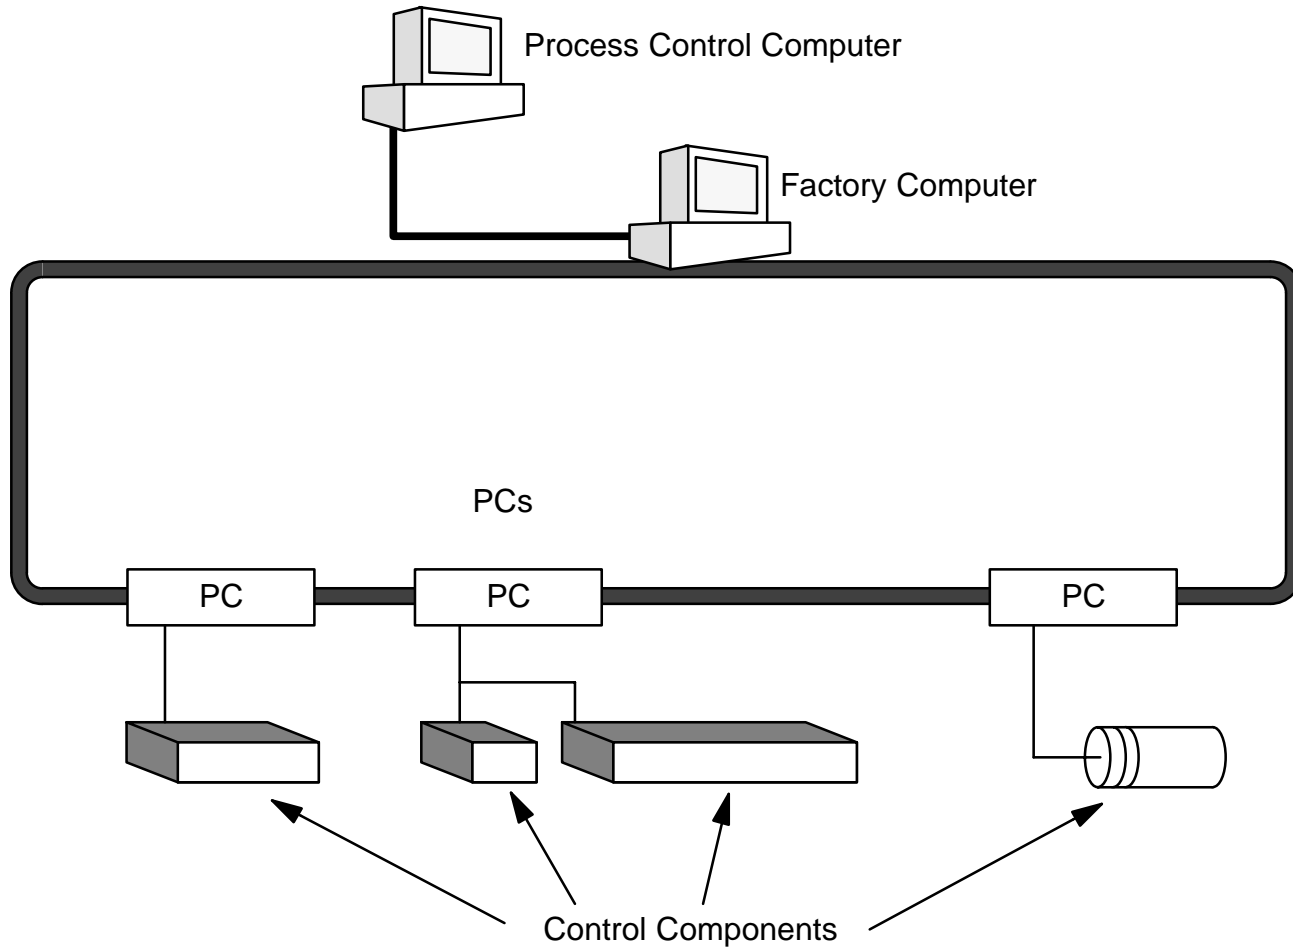 Process Control Computer
Factory Computer
PCs
PC
PC
PC
Control Components